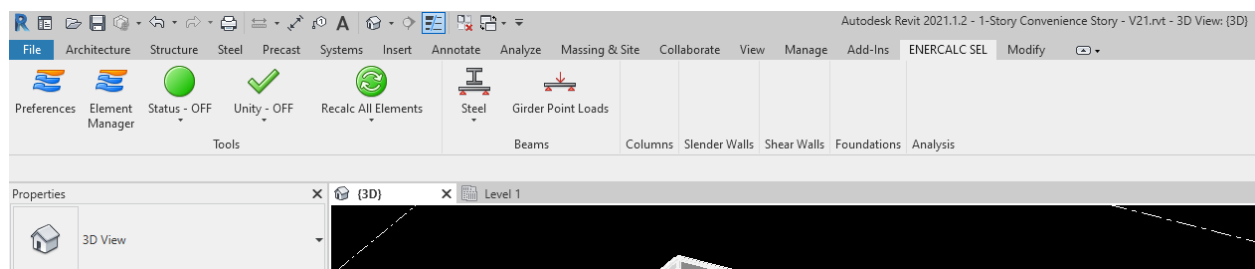 Autodesk Revit 2021.1.2 - 1-Story Convenience Story - V21.rvt - 3D View: {3D}
File Architecture Structure Steel Precast Systems Insert Annotate Analyze Massing & Site Collaborate View Manage Add-Ins ENERCALC SEL Modify
Preferences Element Manager Status - OFF Unity - OFF Recalc All Elements Steel Girder Point Loads
Tools Beams Columns Slender Walls Shear Walls Foundations Analysis
Properties {3D} Level 1
3D View